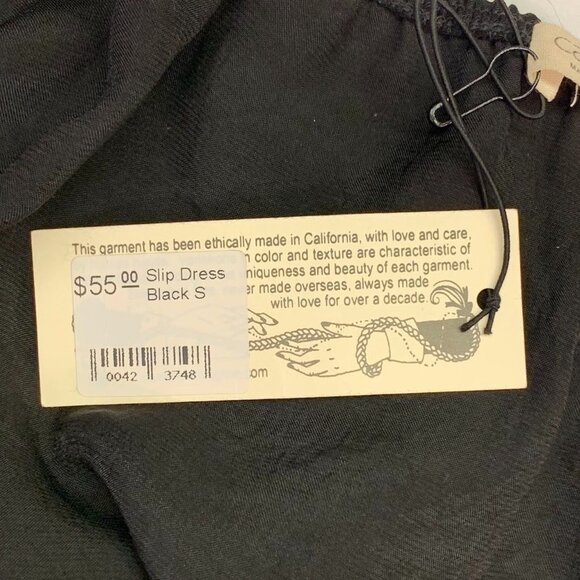 This garment has been ethically made in California, with love and care,
color and texture are characteristic of
uniqueness and beauty of each garment.
made overseas, always made
with love for over a decade.
$55.00 Slip Dress
Black S
0042 3748
.com